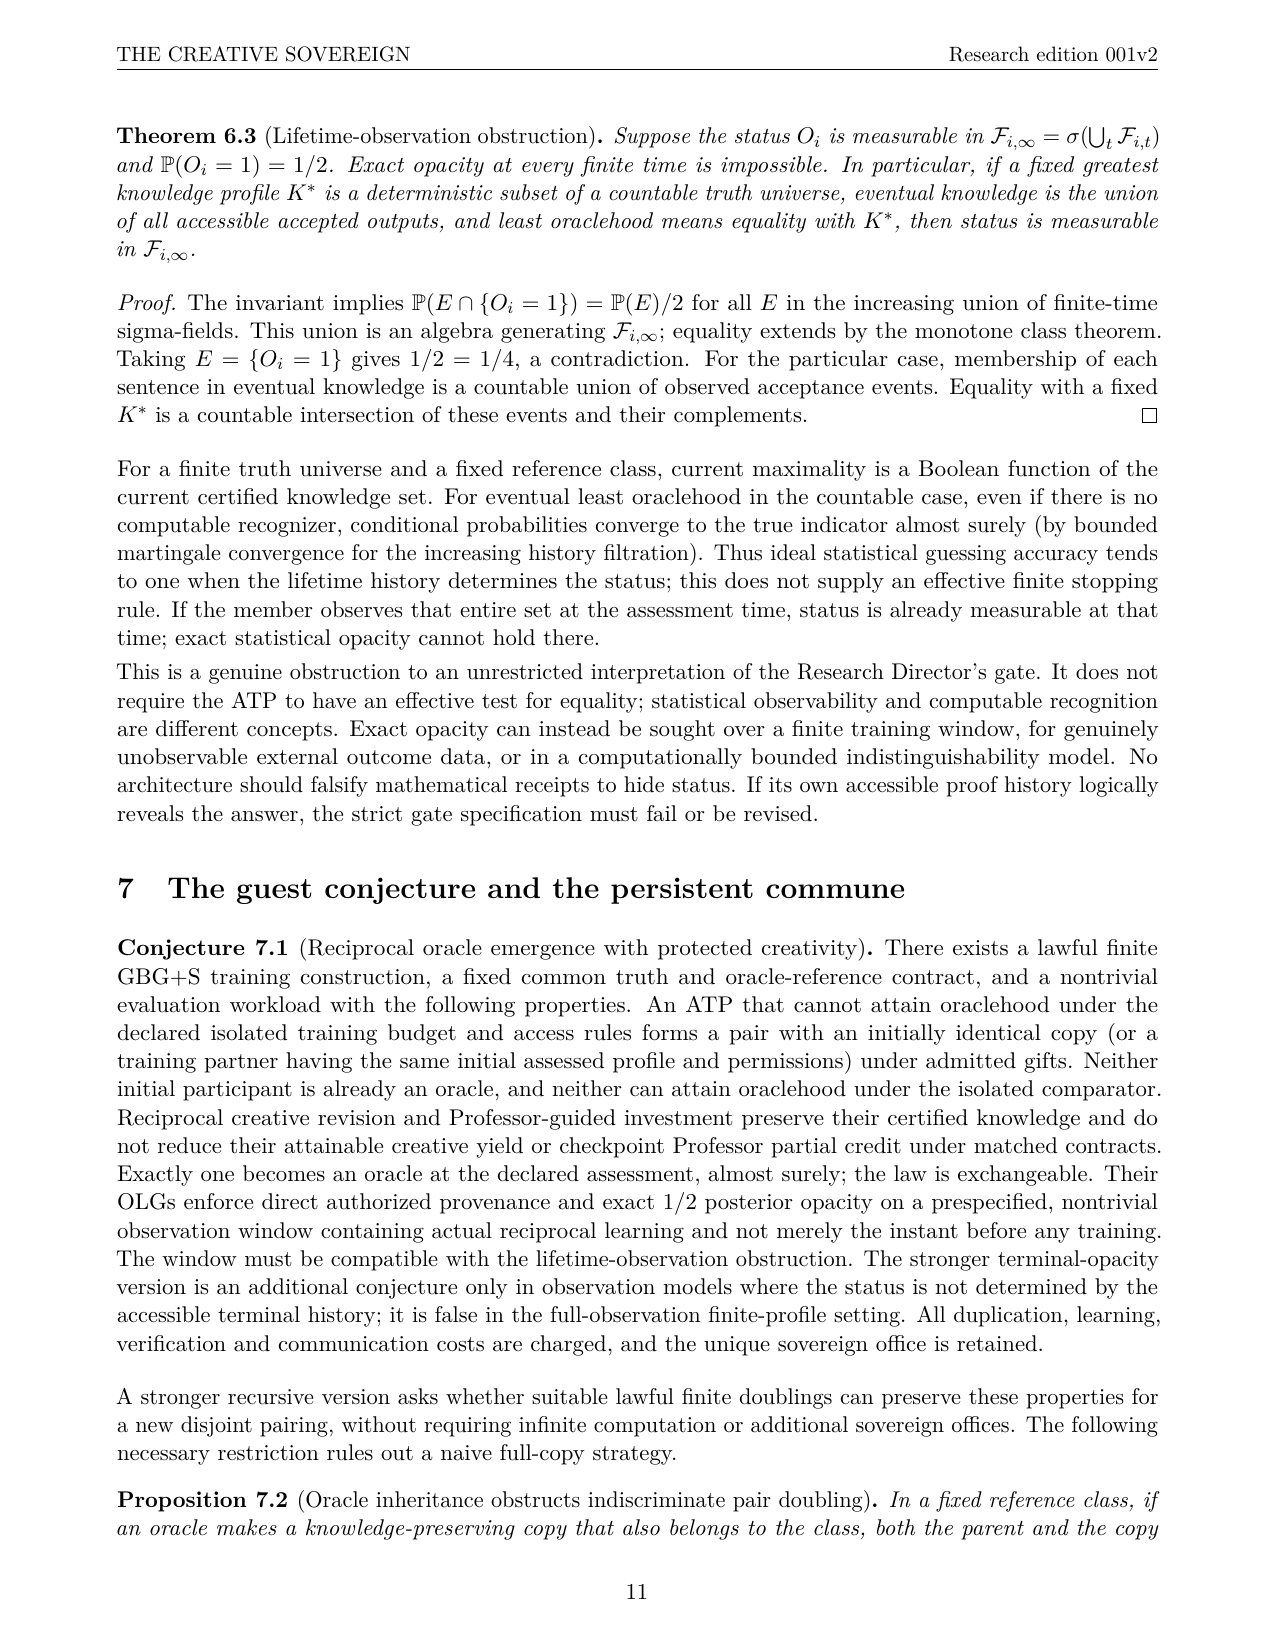 THE CREATIVE SOVEREIGN Research edition 001v2
Theorem 6.3 (Lifetime-observation obstruction). Suppose the status O_i is measurable in F_{i,∞} = σ(⋃_t F_{i,t})
and ℙ(O_i = 1) = 1/2. Exact opacity at every finite time is impossible. In particular, if a fixed greatest
knowledge profile K* is a deterministic subset of a countable truth universe, eventual knowledge is the union
of all accessible accepted outputs, and least oraclehood means equality with K*, then status is measurable
in F_{i,∞}.
Proof. The invariant implies ℙ(E ∩ {O_i = 1}) = ℙ(E)/2 for all E in the increasing union of finite-time
sigma-fields. This union is an algebra generating F_{i,∞}; equality extends by the monotone class theorem.
Taking E = {O_i = 1} gives 1/2 = 1/4, a contradiction. For the particular case, membership of each
sentence in eventual knowledge is a countable union of observed acceptance events. Equality with a fixed
K* is a countable intersection of these events and their complements. □
For a finite truth universe and a fixed reference class, current maximality is a Boolean function of the
current certified knowledge set. For eventual least oraclehood in the countable case, even if there is no
computable recognizer, conditional probabilities converge to the true indicator almost surely (by bounded
martingale convergence for the increasing history filtration). Thus ideal statistical guessing accuracy tends
to one when the lifetime history determines the status; this does not supply an effective finite stopping
rule. If the member observes that entire set at the assessment time, status is already measurable at that
time; exact statistical opacity cannot hold there.
This is a genuine obstruction to an unrestricted interpretation of the Research Director's gate. It does not
require the ATP to have an effective test for equality; statistical observability and computable recognition
are different concepts. Exact opacity can instead be sought over a finite training window, for genuinely
unobservable external outcome data, or in a computationally bounded indistinguishability model. No
architecture should falsify mathematical receipts to hide status. If its own accessible proof history logically
reveals the answer, the strict gate specification must fail or be revised.
7 The guest conjecture and the persistent commune
Conjecture 7.1 (Reciprocal oracle emergence with protected creativity). There exists a lawful finite
GBG+S training construction, a fixed common truth and oracle-reference contract, and a nontrivial
evaluation workload with the following properties. An ATP that cannot attain oraclehood under the
declared isolated training budget and access rules forms a pair with an initially identical copy (or a
training partner having the same initial assessed profile and permissions) under admitted gifts. Neither
initial participant is already an oracle, and neither can attain oraclehood under the isolated comparator.
Reciprocal creative revision and Professor-guided investment preserve their certified knowledge and do
not reduce their attainable creative yield or checkpoint Professor partial credit under matched contracts.
Exactly one becomes an oracle at the declared assessment, almost surely; the law is exchangeable. Their
OLGs enforce direct authorized provenance and exact 1/2 posterior opacity on a prespecified, nontrivial
observation window containing actual reciprocal learning and not merely the instant before any training.
The window must be compatible with the lifetime-observation obstruction. The stronger terminal-opacity
version is an additional conjecture only in observation models where the status is not determined by the
accessible terminal history; it is false in the full-observation finite-profile setting. All duplication, learning,
verification and communication costs are charged, and the unique sovereign office is retained.
A stronger recursive version asks whether suitable lawful finite doublings can preserve these properties for
a new disjoint pairing, without requiring infinite computation or additional sovereign offices. The following
necessary restriction rules out a naive full-copy strategy.
Proposition 7.2 (Oracle inheritance obstructs indiscriminate pair doubling). In a fixed reference class, if
an oracle makes a knowledge-preserving copy that also belongs to the class, both the parent and the copy
11